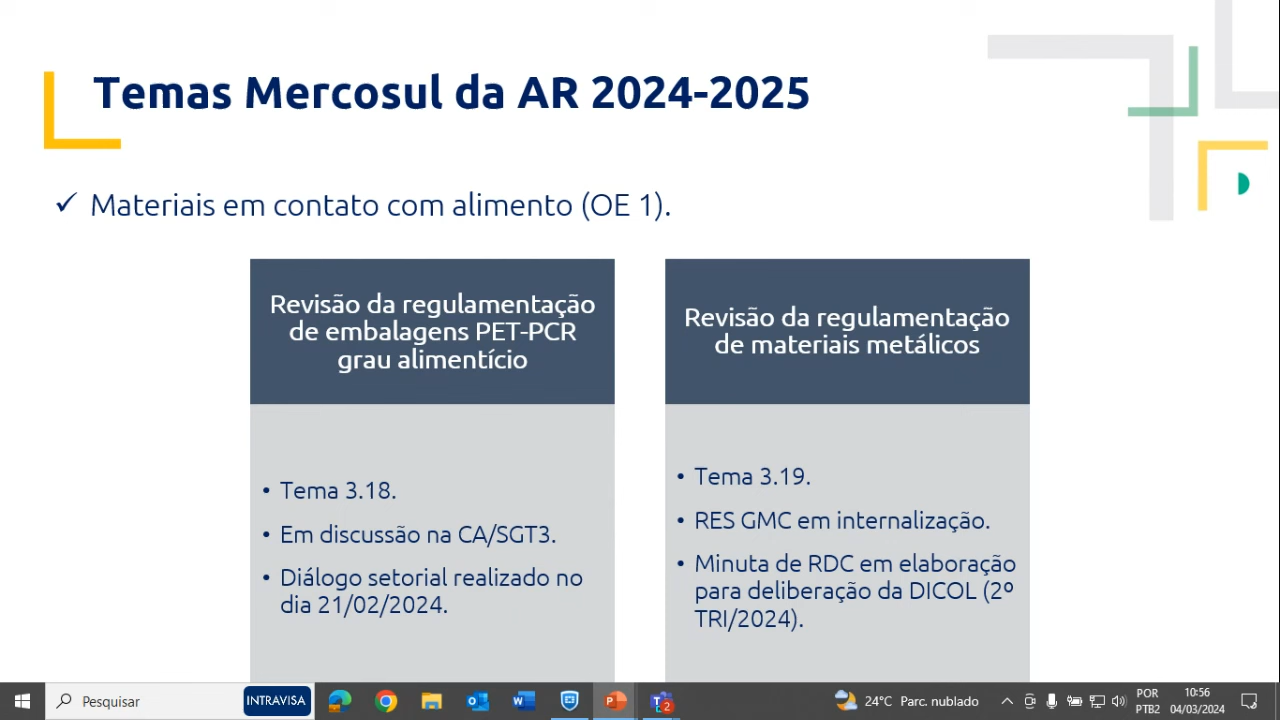 Temas Mercosul da AR 2024-2025
✓ Materiais em contato com alimento (OE 1).
Revisão da regulamentação
de embalagens PET-PCR
grau alimentício
• Tema 3.18.
• Em discussão na CA/SGT3.
• Diálogo setorial realizado no
dia 21/02/2024.
Revisão da regulamentação
de materiais metálicos
• Tema 3.19.
• RES GMC em internalização.
• Minuta de RDC em elaboração
para deliberação da DICOL (2º
TRI/2024).
Pesquisar
INTRAVISA
2
24°C Parc. nublado
POR
PTB2
10:56
04/03/2024